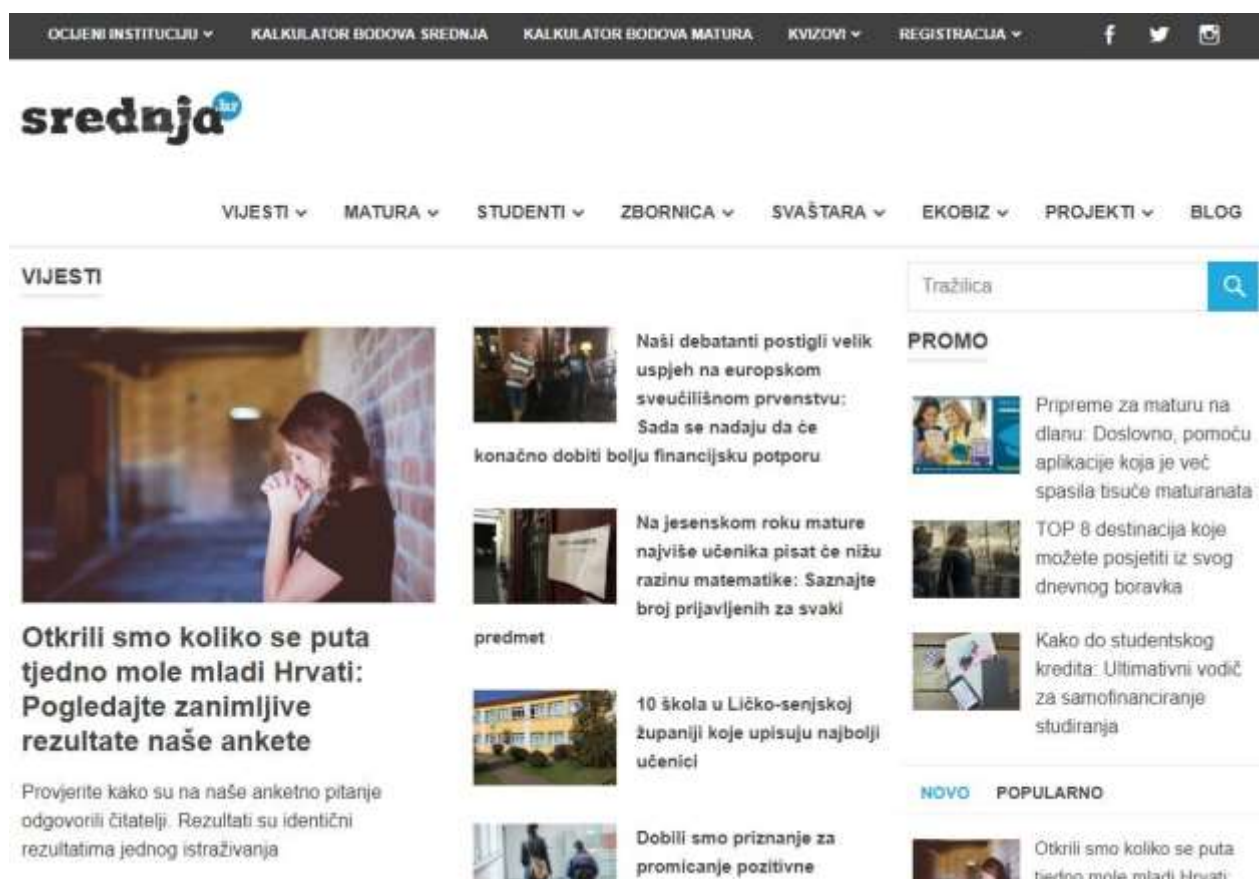 OCIJENI INSTITUCIJU
KALKULATOR BODOVA SREDNJA
KALKULATOR BODOVA MATURA
KVIZOVI
REGISTRACIJA
srednja.hr
VIJESTI
MATURA
STUDENTI
ZBORNICA
SVAŠTARA
EKOBIZ
PROJEKTI
BLOG
VIJESTI
Otkrili smo koliko se puta
tjedno mole mladi Hrvati:
Pogledajte zanimljive
rezultate naše ankete
Provjerite kako su na naše anketno pitanje
odgovorili čitatelji. Rezultati su identični
rezultatima jednog istraživanja
Naši debatanti postigli velik
uspjeh na europskom
sveučilišnom prvenstvu:
Sada se nadaju da će
konačno dobiti bolju financijsku potporu
Na jesenskom roku mature
najviše učenika pisat će nižu
razinu matematike: Saznajte
broj prijavljenih za svaki
predmet
10 škola u Ličko-senjskoj
županiji koje upisuju najbolji
učenici
Dobili smo priznanje za
promicanje pozitivne
Tražilica
PROMO
Pripreme za maturu na
dlanu: Doslovno, pomoću
aplikacije koja je već
spasila tisuće maturanata
TOP 8 destinacija koje
možete posjetiti iz svog
dnevnog boravka
Kako do studentskog
kredita: Ultimativni vodič
za samofinanciranje
studiranja
NOVO
POPULARNO
Otkrili smo koliko se puta
tjedno mole mladi Hrvati: